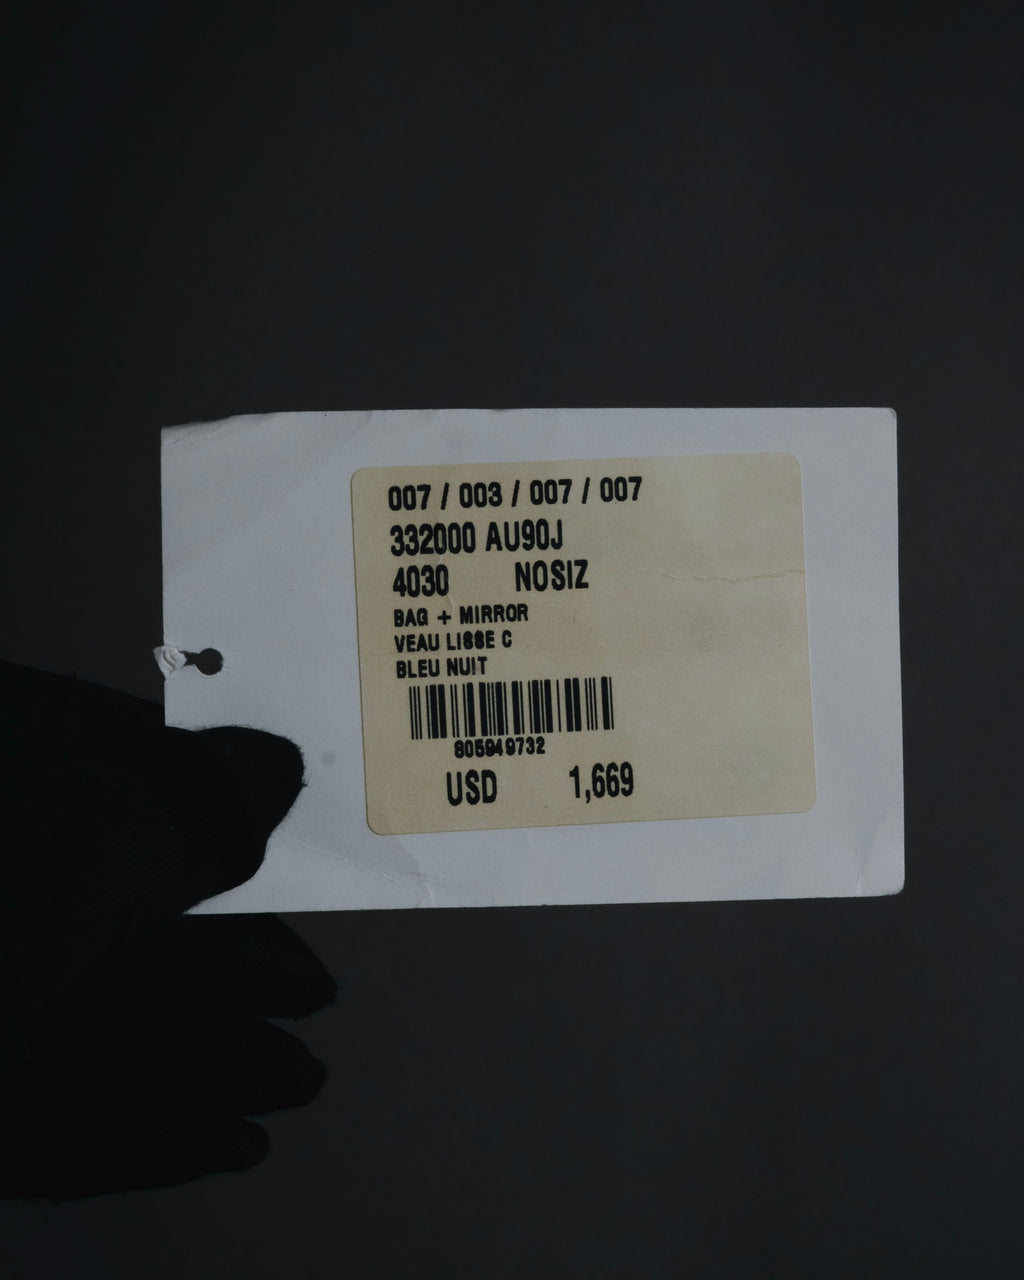 007 / 003 / 007 / 007
332000 AU90J
4030 NOSIZ
BAG + MIRROR
VEAU LISSE C
BLEU NUIT
805949732
USD 1,669